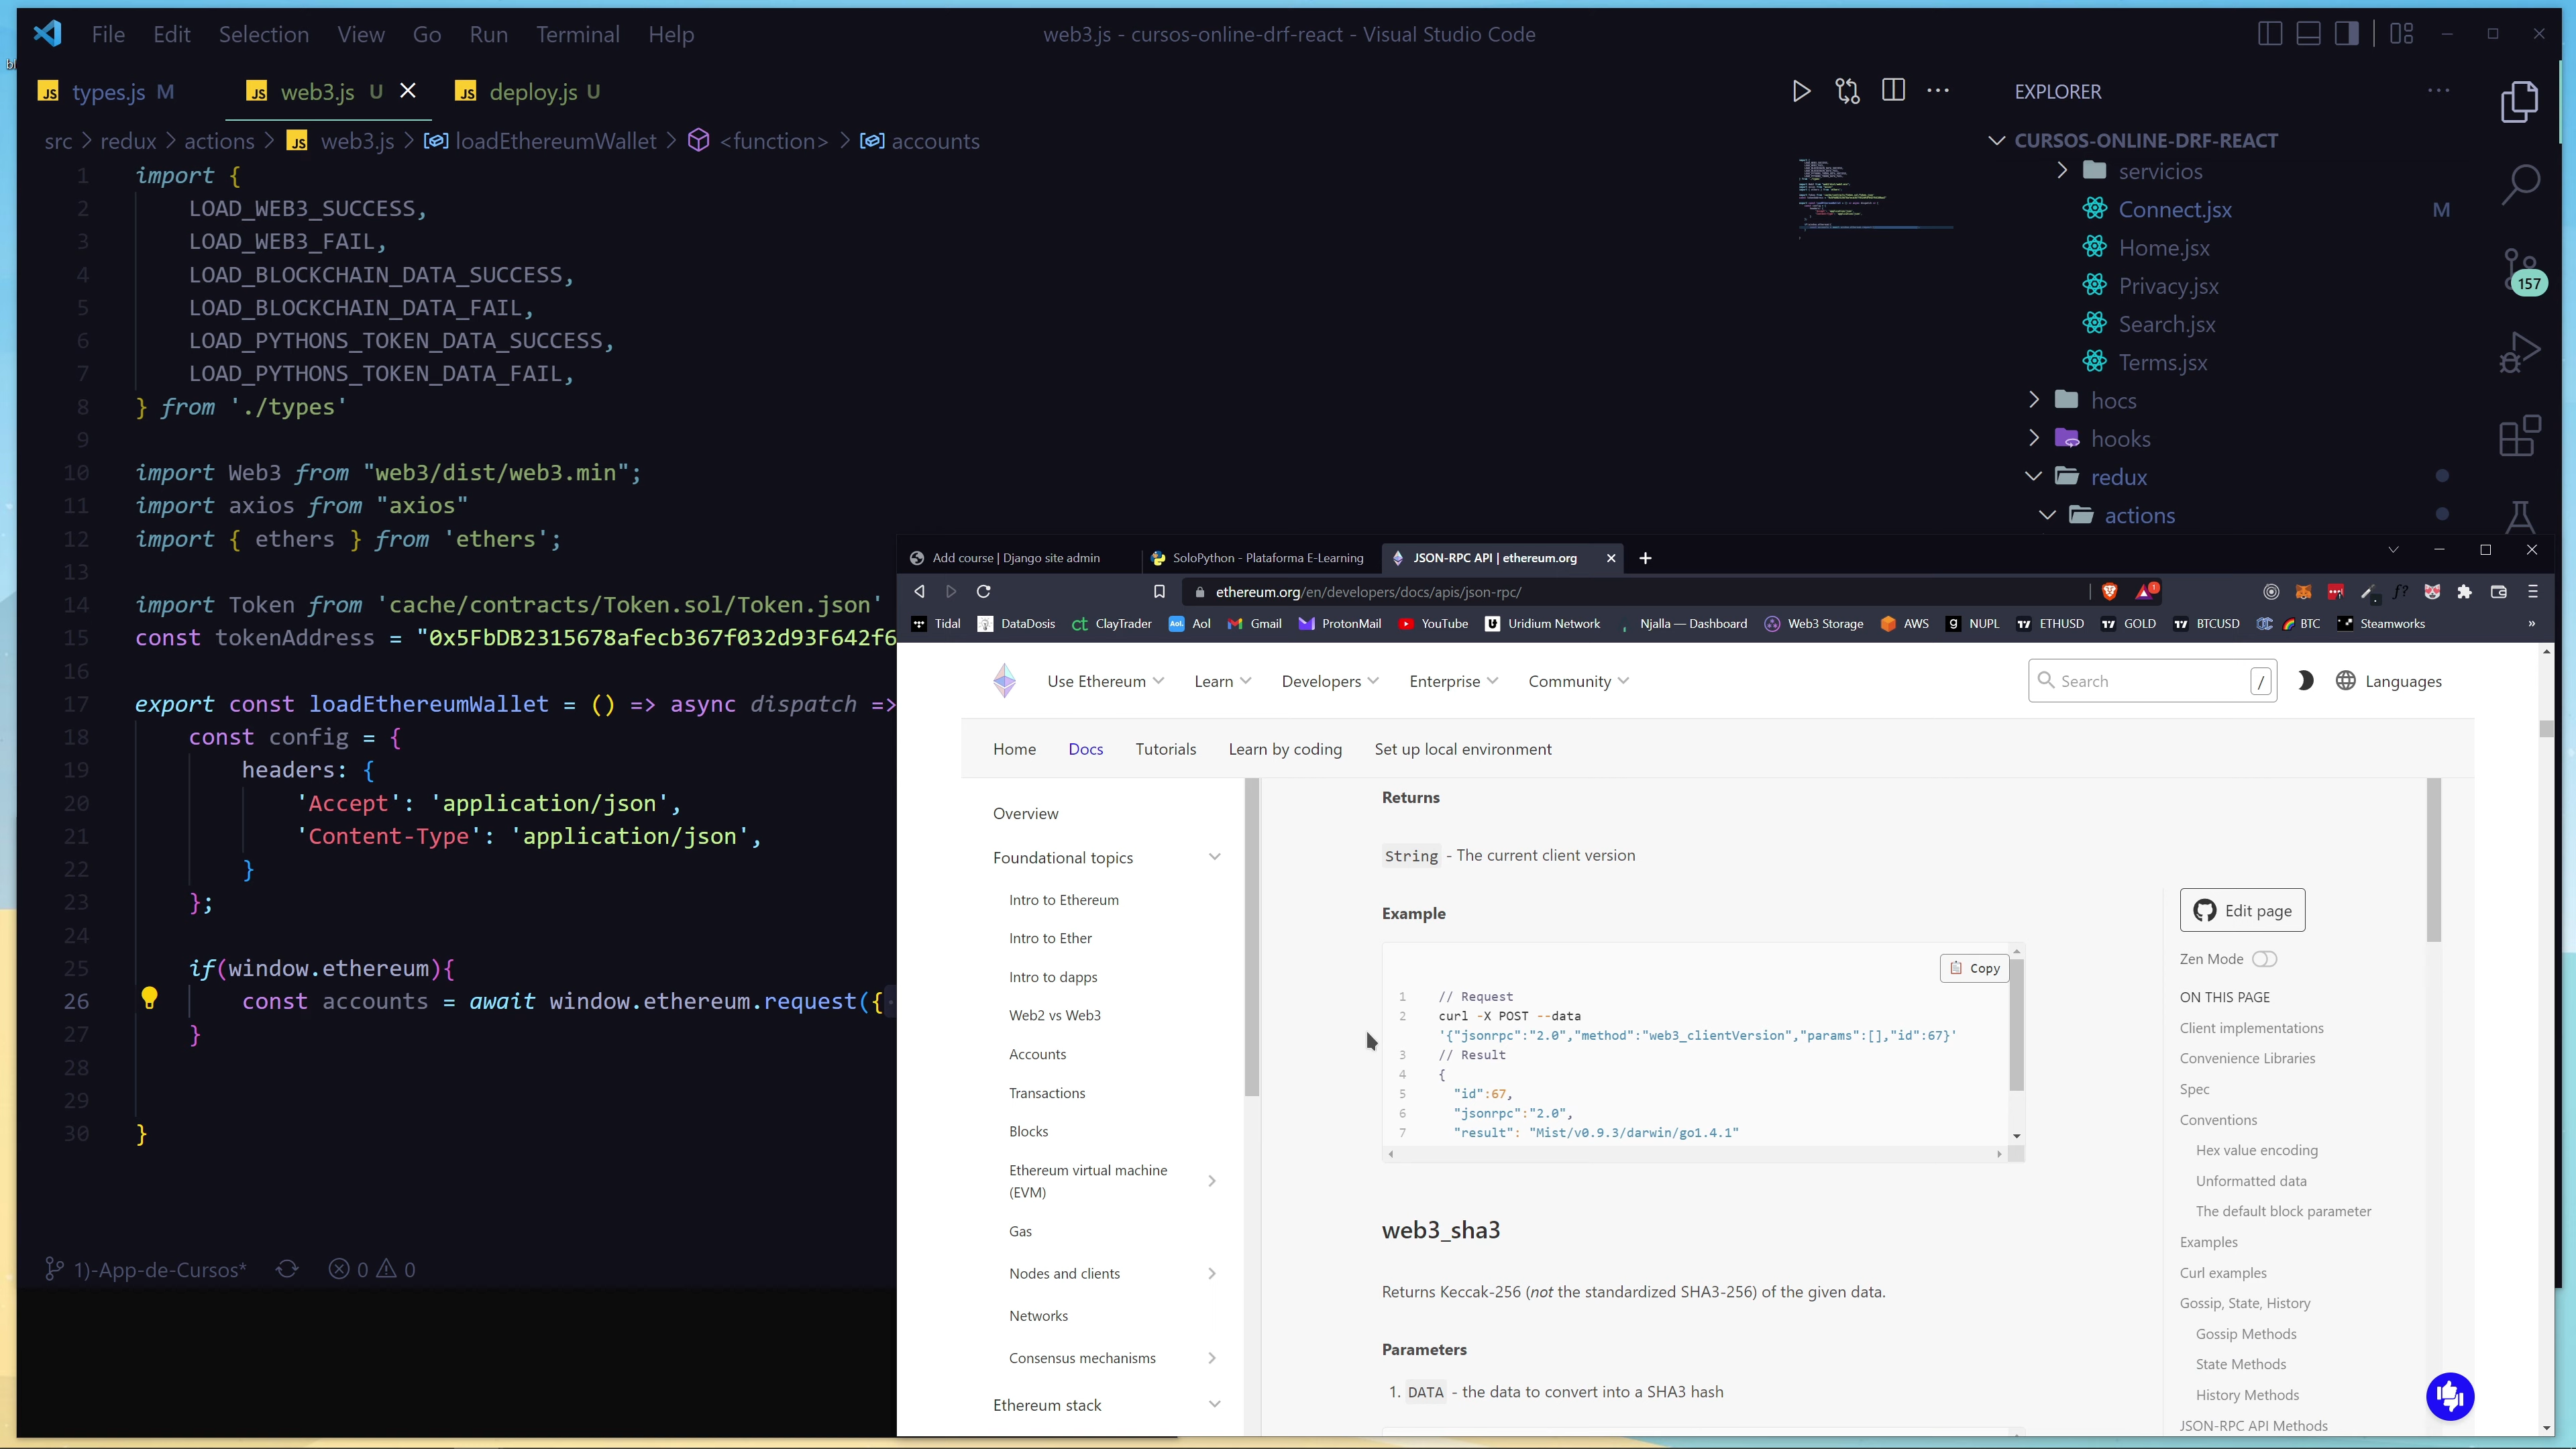 File Edit Selection View Go Run Terminal Help
web3.js - cursos-online-drf-react - Visual Studio Code
JS types.js M
JS web3.js U
JS deploy.js U
src > redux > actions > JS web3.js > loadEthereumWallet > <function> > accounts
1 import {
2 LOAD_WEB3_SUCCESS,
3 LOAD_WEB3_FAIL,
4 LOAD_BLOCKCHAIN_DATA_SUCCESS,
5 LOAD_BLOCKCHAIN_DATA_FAIL,
6 LOAD_PYTHONS_TOKEN_DATA_SUCCESS,
7 LOAD_PYTHONS_TOKEN_DATA_FAIL,
8 } from './types'
9
10 import Web3 from "web3/dist/web3.min";
11 import axios from "axios"
12 import { ethers } from 'ethers';
13
14 import Token from 'cache/contracts/Token.sol/Token.json'
15 const tokenAddress = "0x5FbDB2315678afecb367f032d93F642f6
16
17 export const loadEthereumWallet = () => async dispatch =>
18 const config = {
19 headers: {
20 'Accept': 'application/json',
21 'Content-Type': 'application/json',
22 }
23 };
24
25 if(window.ethereum){
26 const accounts = await window.ethereum.request({
27 }
28
29
30 }
1)-App-de-Cursos* 0 0
EXPLORER
CURSOS-ONLINE-DRF-REACT
servicios
Connect.jsx M
Home.jsx
Privacy.jsx
Search.jsx
Terms.jsx
hocs
hooks
redux
actions
157
Add course | Django site admin
SoloPython - Plataforma E-Learning
JSON-RPC API | ethereum.org
ethereum.org/en/developers/docs/apis/json-rpc/
1
Tidal DataDosis ClayTrader Aol Gmail ProtonMail YouTube Uridium Network Njalla — Dashboard Web3 Storage AWS NUPL ETHUSD GOLD BTCUSD BTC Steamworks »
Use Ethereum Learn Developers Enterprise Community
Search /
Languages
Home Docs Tutorials Learn by coding Set up local environment
Overview
Foundational topics
Intro to Ethereum
Intro to Ether
Intro to dapps
Web2 vs Web3
Accounts
Transactions
Blocks
Ethereum virtual machine
(EVM)
Gas
Nodes and clients
Networks
Consensus mechanisms
Ethereum stack
Returns
String - The current client version
Example
Copy
1 // Request
2 curl -X POST --data
'{"jsonrpc":"2.0","method":"web3_clientVersion","params":[],"id":67}'
3 // Result
4 {
5 "id":67,
6 "jsonrpc":"2.0",
7 "result": "Mist/v0.9.3/darwin/go1.4.1"
web3_sha3
Returns Keccak-256 (not the standardized SHA3-256) of the given data.
Parameters
1. DATA - the data to convert into a SHA3 hash
Edit page
Zen Mode
ON THIS PAGE
Client implementations
Convenience Libraries
Spec
Conventions
Hex value encoding
Unformatted data
The default block parameter
Examples
Curl examples
Gossip, State, History
Gossip Methods
State Methods
History Methods
JSON-RPC API Methods